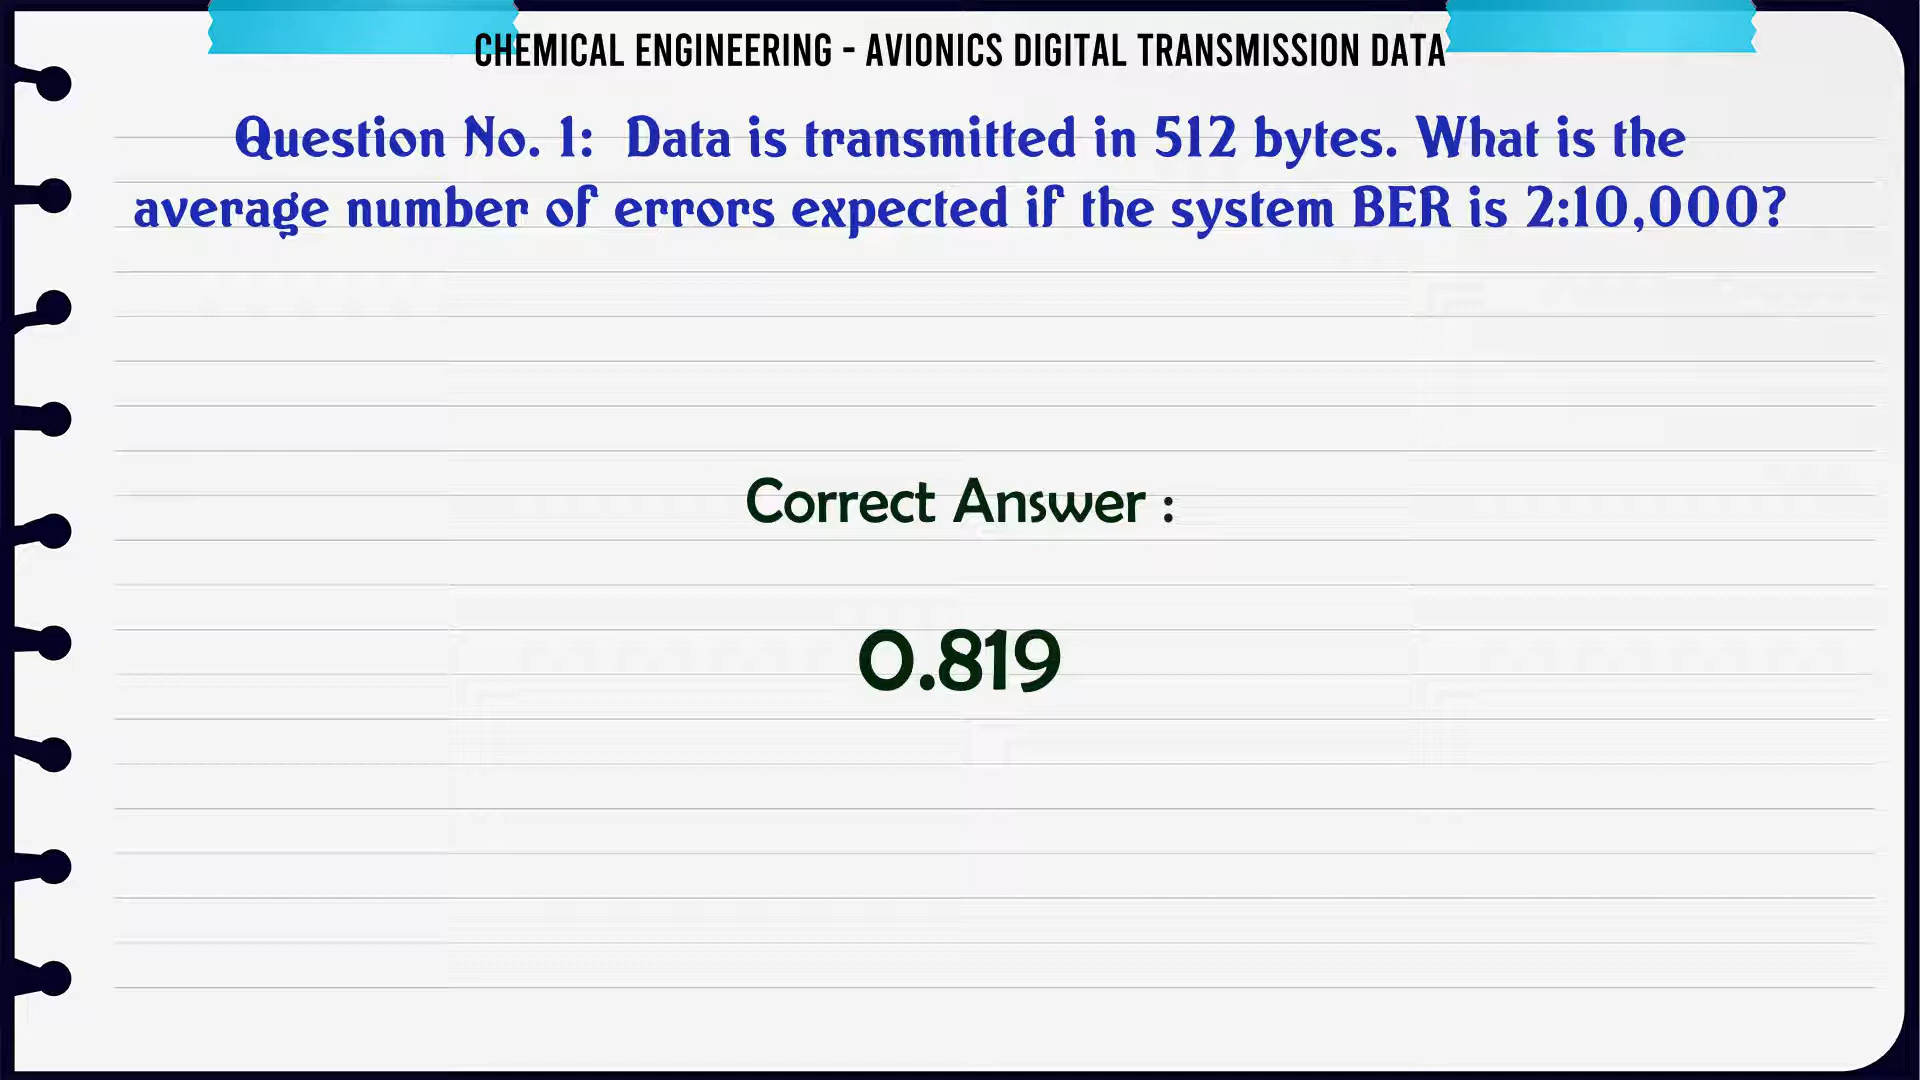 CHEMICAL ENGINEERING - AVIONICS DIGITAL TRANSMISSION DATA
Question No. 1:  Data is transmitted in 512 bytes. What is the
average number of errors expected if the system BER is 2:10,000?
Correct Answer :
0.819